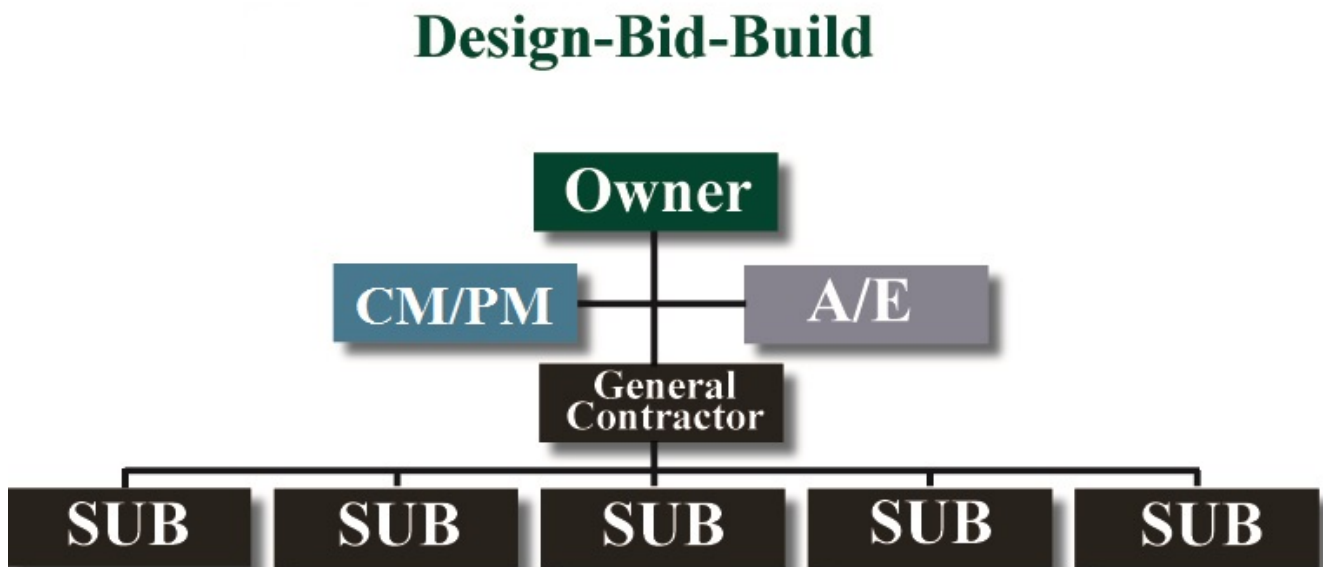 Design-Bid-Build
Owner
CM/PM
A/E
General
Contractor
SUB
SUB
SUB
SUB
SUB